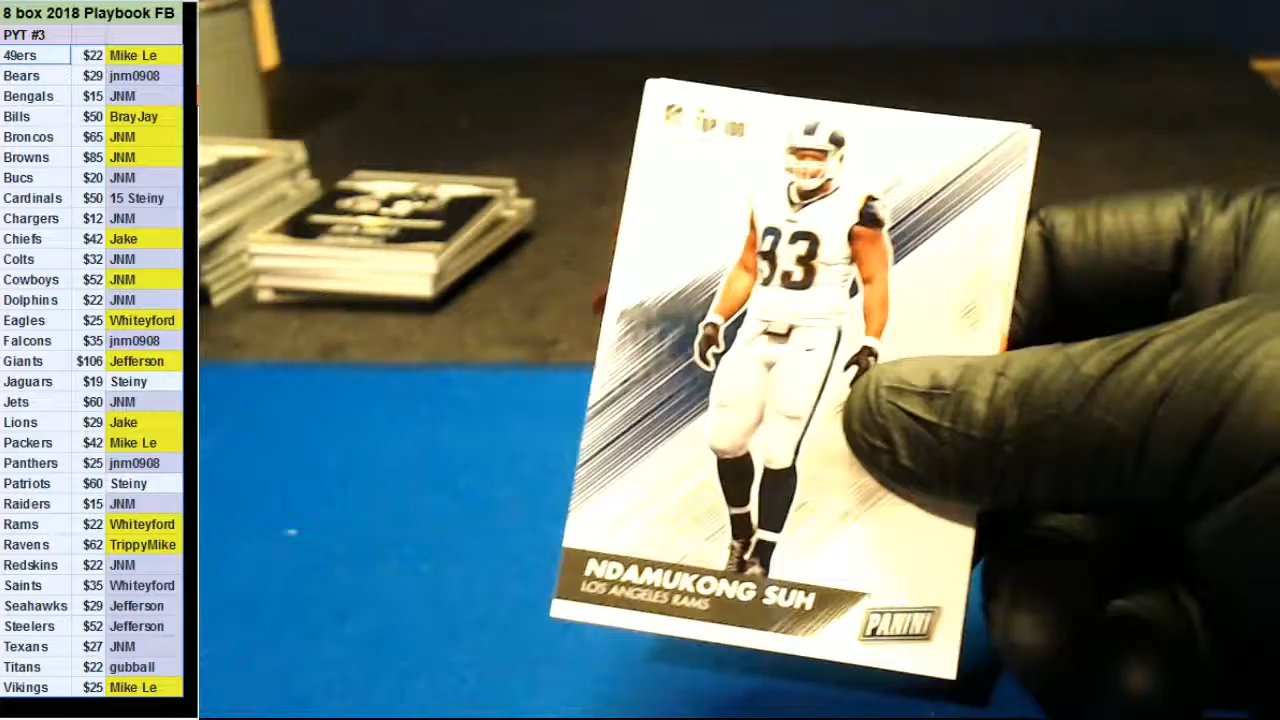 8 box 2018 Playbook FB
PYT #3
49ers $22 Mike Le
Bears $29 jnm0908
Bengals $15 JNM
Bills $50 BrayJay
Broncos $65 JNM
Browns $85 JNM
Bucs $20 JNM
Cardinals $50 15 Steiny
Chargers $12 JNM
Chiefs $42 Jake
Colts $32 JNM
Cowboys $52 JNM
Dolphins $22 JNM
Eagles $25 Whiteyford
Falcons $35 jnm0908
Giants $106 Jefferson
Jaguars $19 Steiny
Jets $60 JNM
Lions $29 Jake
Packers $42 Mike Le
Panthers $25 jnm0908
Patriots $60 Steiny
Raiders $15 JNM
Rams $22 Whiteyford
Ravens $62 TrippyMike
Redskins $22 JNM
Saints $35 Whiteyford
Seahawks $29 Jefferson
Steelers $52 Jefferson
Texans $27 JNM
Titans $22 gubball
Vikings $25 Mike Le
TOP 100
93
NDAMUKONG SUH
LOS ANGELES RAMS
PANINI